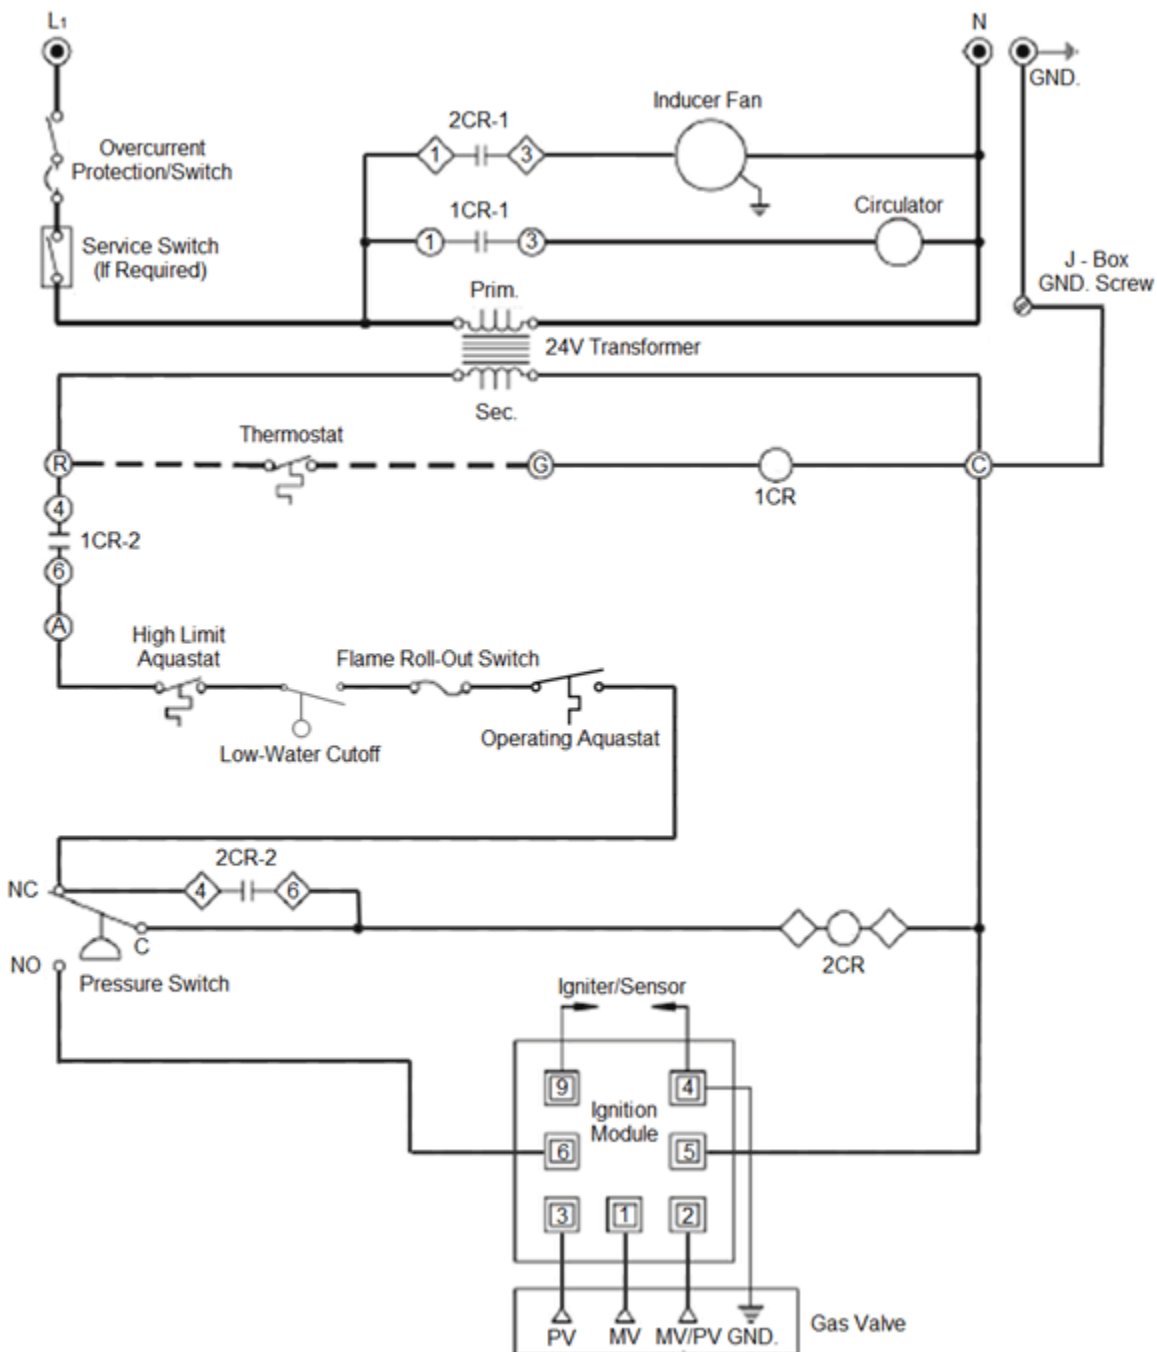 L1
N
GND.
Inducer Fan
2CR-1
1
3
Overcurrent
Protection/Switch
1CR-1
Circulator
1
3
Service Switch
(If Required)
J - Box
GND. Screw
Prim.
24V Transformer
Sec.
Thermostat
R
G
C
1CR
4
1CR-2
6
A
High Limit
Aquastat
Flame Roll-Out Switch
Low-Water Cutoff
Operating Aquastat
2CR-2
NC
4
6
C
NO
Pressure Switch
2CR
Igniter/Sensor
9
4
Ignition
Module
6
5
3
1
2
PV
MV
MV/PV
GND.
Gas Valve